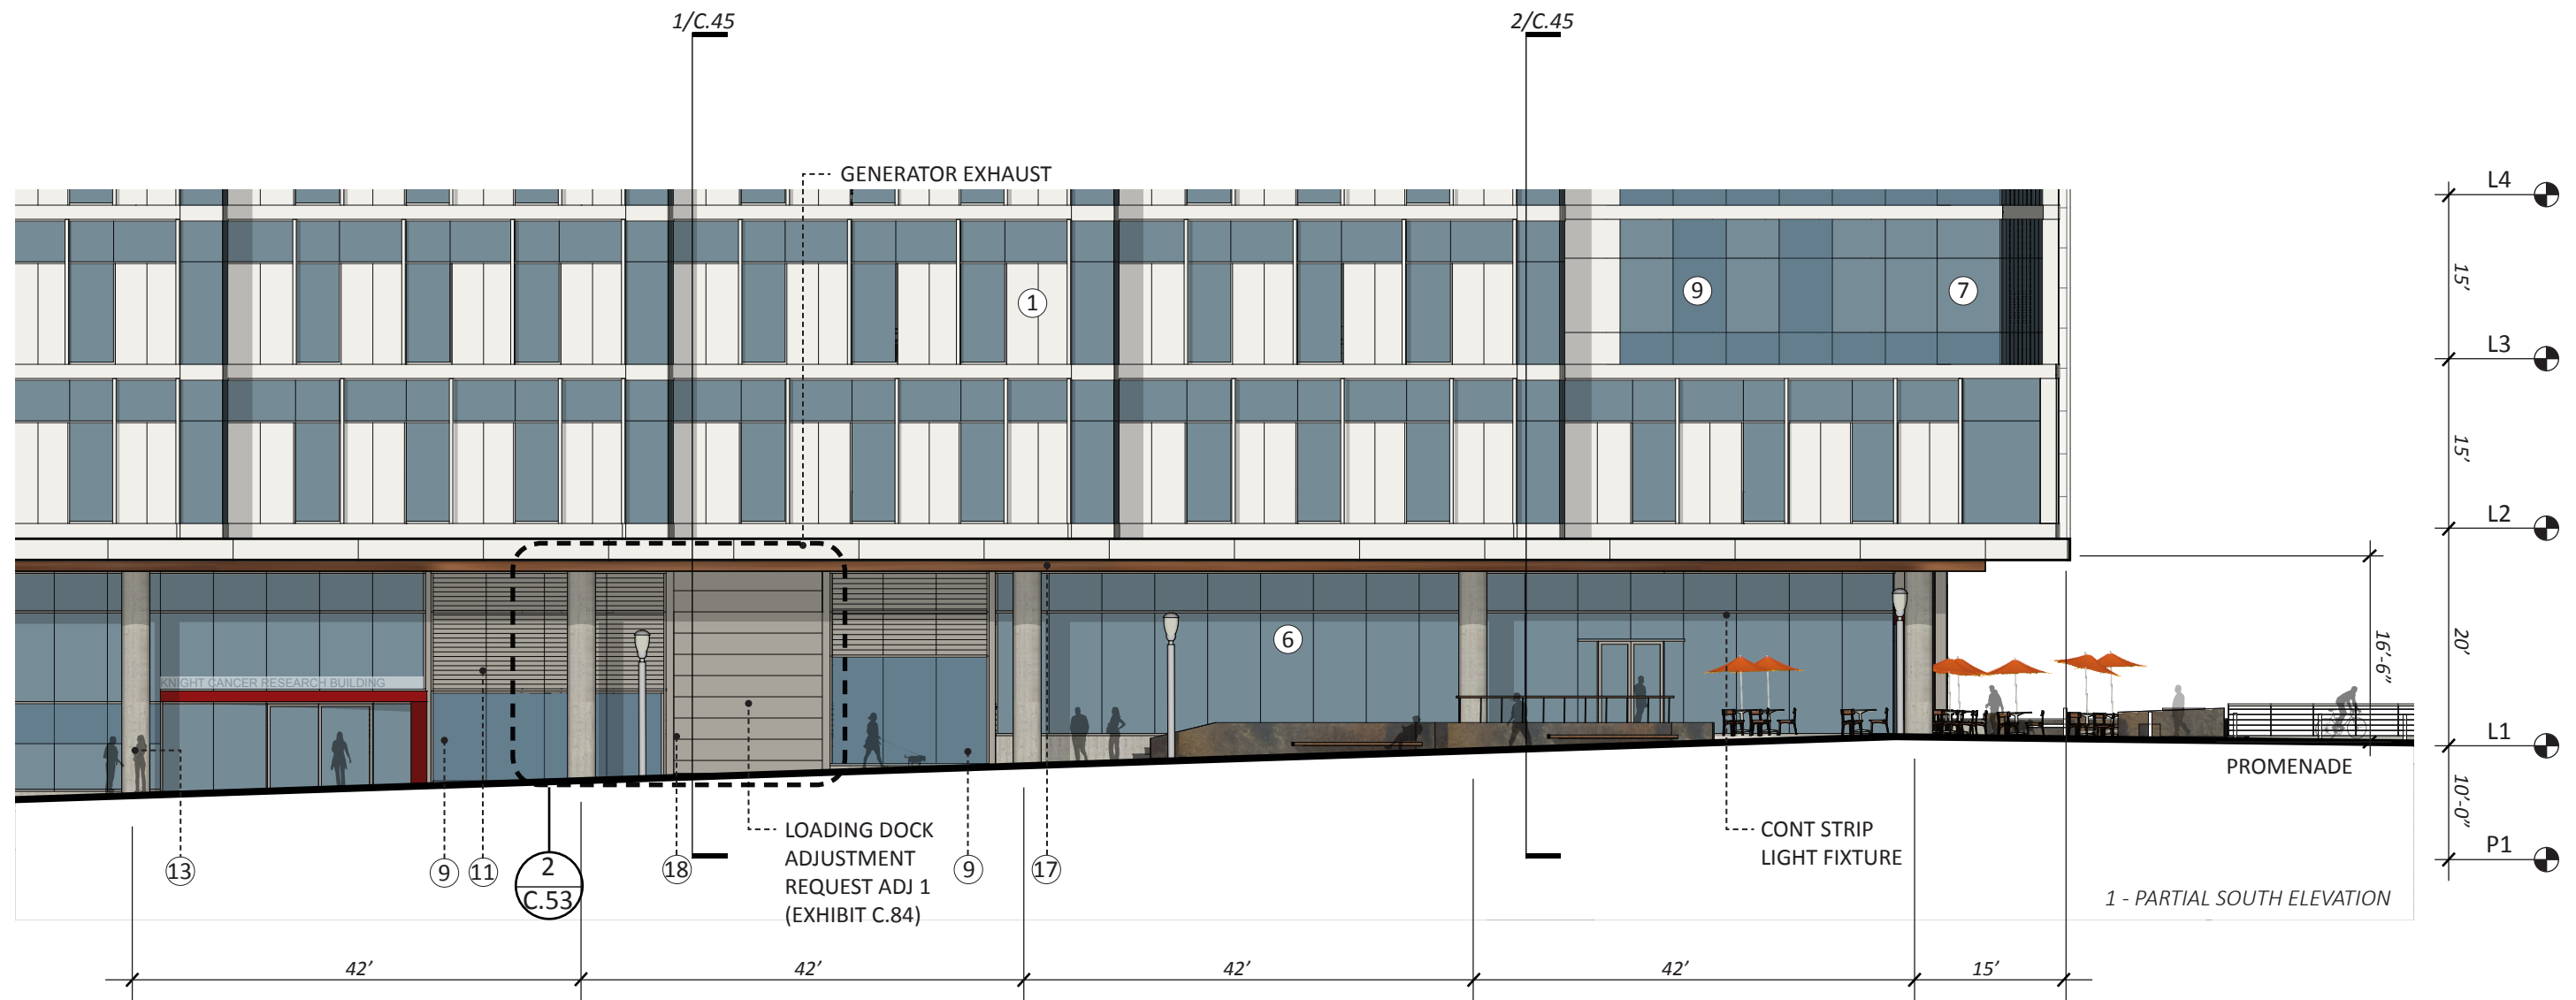 1/C.45
2/C.45
GENERATOR EXHAUST
L4
15'
1
9
7
L3
15'
L2
6
20'
16'-6"
KNIGHT CANCER RESEARCH BUILDING
L1
PROMENADE
10'-0"
P1
13
9
11
2
C.53
18
LOADING DOCK
ADJUSTMENT
REQUEST ADJ 1
(EXHIBIT C.84)
9
17
CONT STRIP
LIGHT FIXTURE
1 - PARTIAL SOUTH ELEVATION
42'
42'
42'
42'
15'